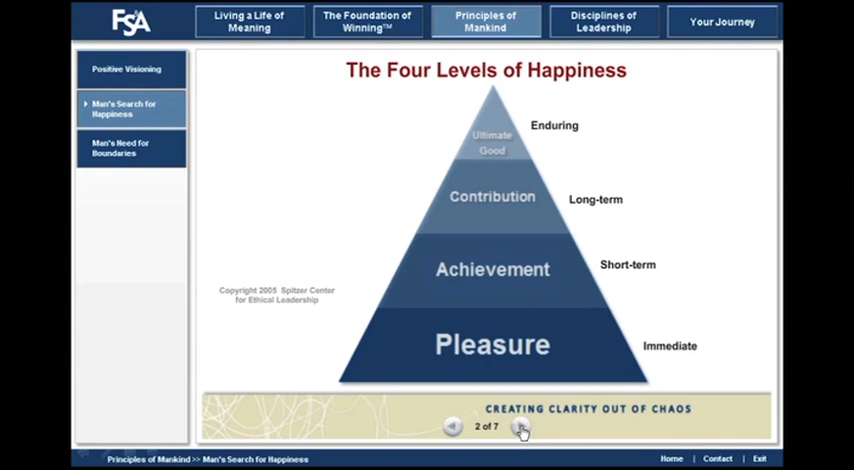 FSA
Living a Life of
Meaning
The Foundation of
Winning™
Principles of
Mankind
Disciplines of
Leadership
Your Journey
Positive Visioning
Man's Search for
Happiness
Man's Need for
Boundaries
The Four Levels of Happiness
Ultimate
Good
Enduring
Contribution
Long-term
Achievement
Short-term
Copyright 2005 Spitzer Center
for Ethical Leadership
Pleasure
Immediate
CREATING CLARITY OUT OF CHAOS
2 of 7
Principles of Mankind >> Man's Search for Happiness
Home | Contact | Exit